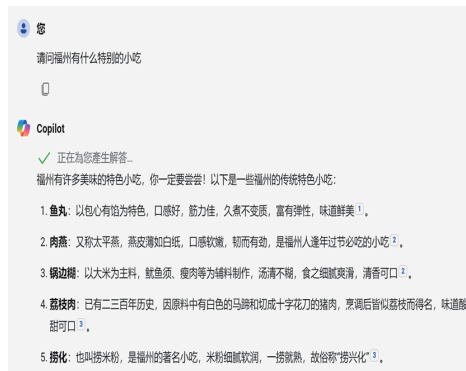 您
请问福州有什么特别的小吃
Copilot
正在為您產生解答...
福州有许多美味的特色小吃，你一定要尝尝！以下是一些福州的传统特色小吃：
1. 鱼丸：以包心有馅为特色，口感好，筋力佳，久煮不变质，富有弹性，味道鲜美 1 。
2. 肉燕：又称太平燕，燕皮薄如白纸，口感软嫩，韧而有劲，是福州人逢年过节必吃的小吃 2 。
3. 锅边糊：以大米为主料，鱿鱼须、瘦肉等为辅料制作，汤清不糊，食之细腻爽滑，清香可口 2 。
4. 荔枝肉：已有二三百年历史，因原料中有白色的马蹄和切成十字花刀的猪肉，烹调后皆似荔枝而得名，味道酸
甜可口 3 。
5. 捞化：也叫捞米粉，是福州的著名小吃，米粉细腻软润，一捞就熟，故俗称“捞兴化” 3 。